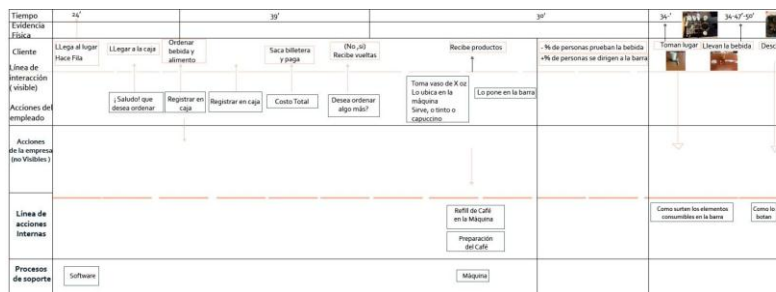 Tiempo
24'
39'
30'
34-'
34-47'-50'
Evidencia
Física
Cliente
LLega al lugar
Hace Fila
LLegar a la caja
Ordenar
bebida y
alimento
Saca billetera
y paga
(No ,si)
Recibe vueltas
Recibe productos
- % de personas prueban la bebida
+% de personas se dirigen a la barra
Toman lugar
Llevan la bebida
Desc
Línea de
interacción
( visible)
Acciones del
empleado
¡Saludo! que
desea ordenar
Registrar en
caja
Registrar en caja
Costo Total
Desea ordenar
algo más?
Toma vaso de X oz
Lo ubica en la
máquina
Sirve, o tinto o
capuccino
Lo pone en la barra
Acciones
de la empresa
(no Visibles )
Línea de
acciones
Internas
Refill de Café
en la Máquina
Preparación
del Café
Como surten los elementos
consumibles en la barra
Como lo
botan
Procesos
de soporte
Software
Máquina